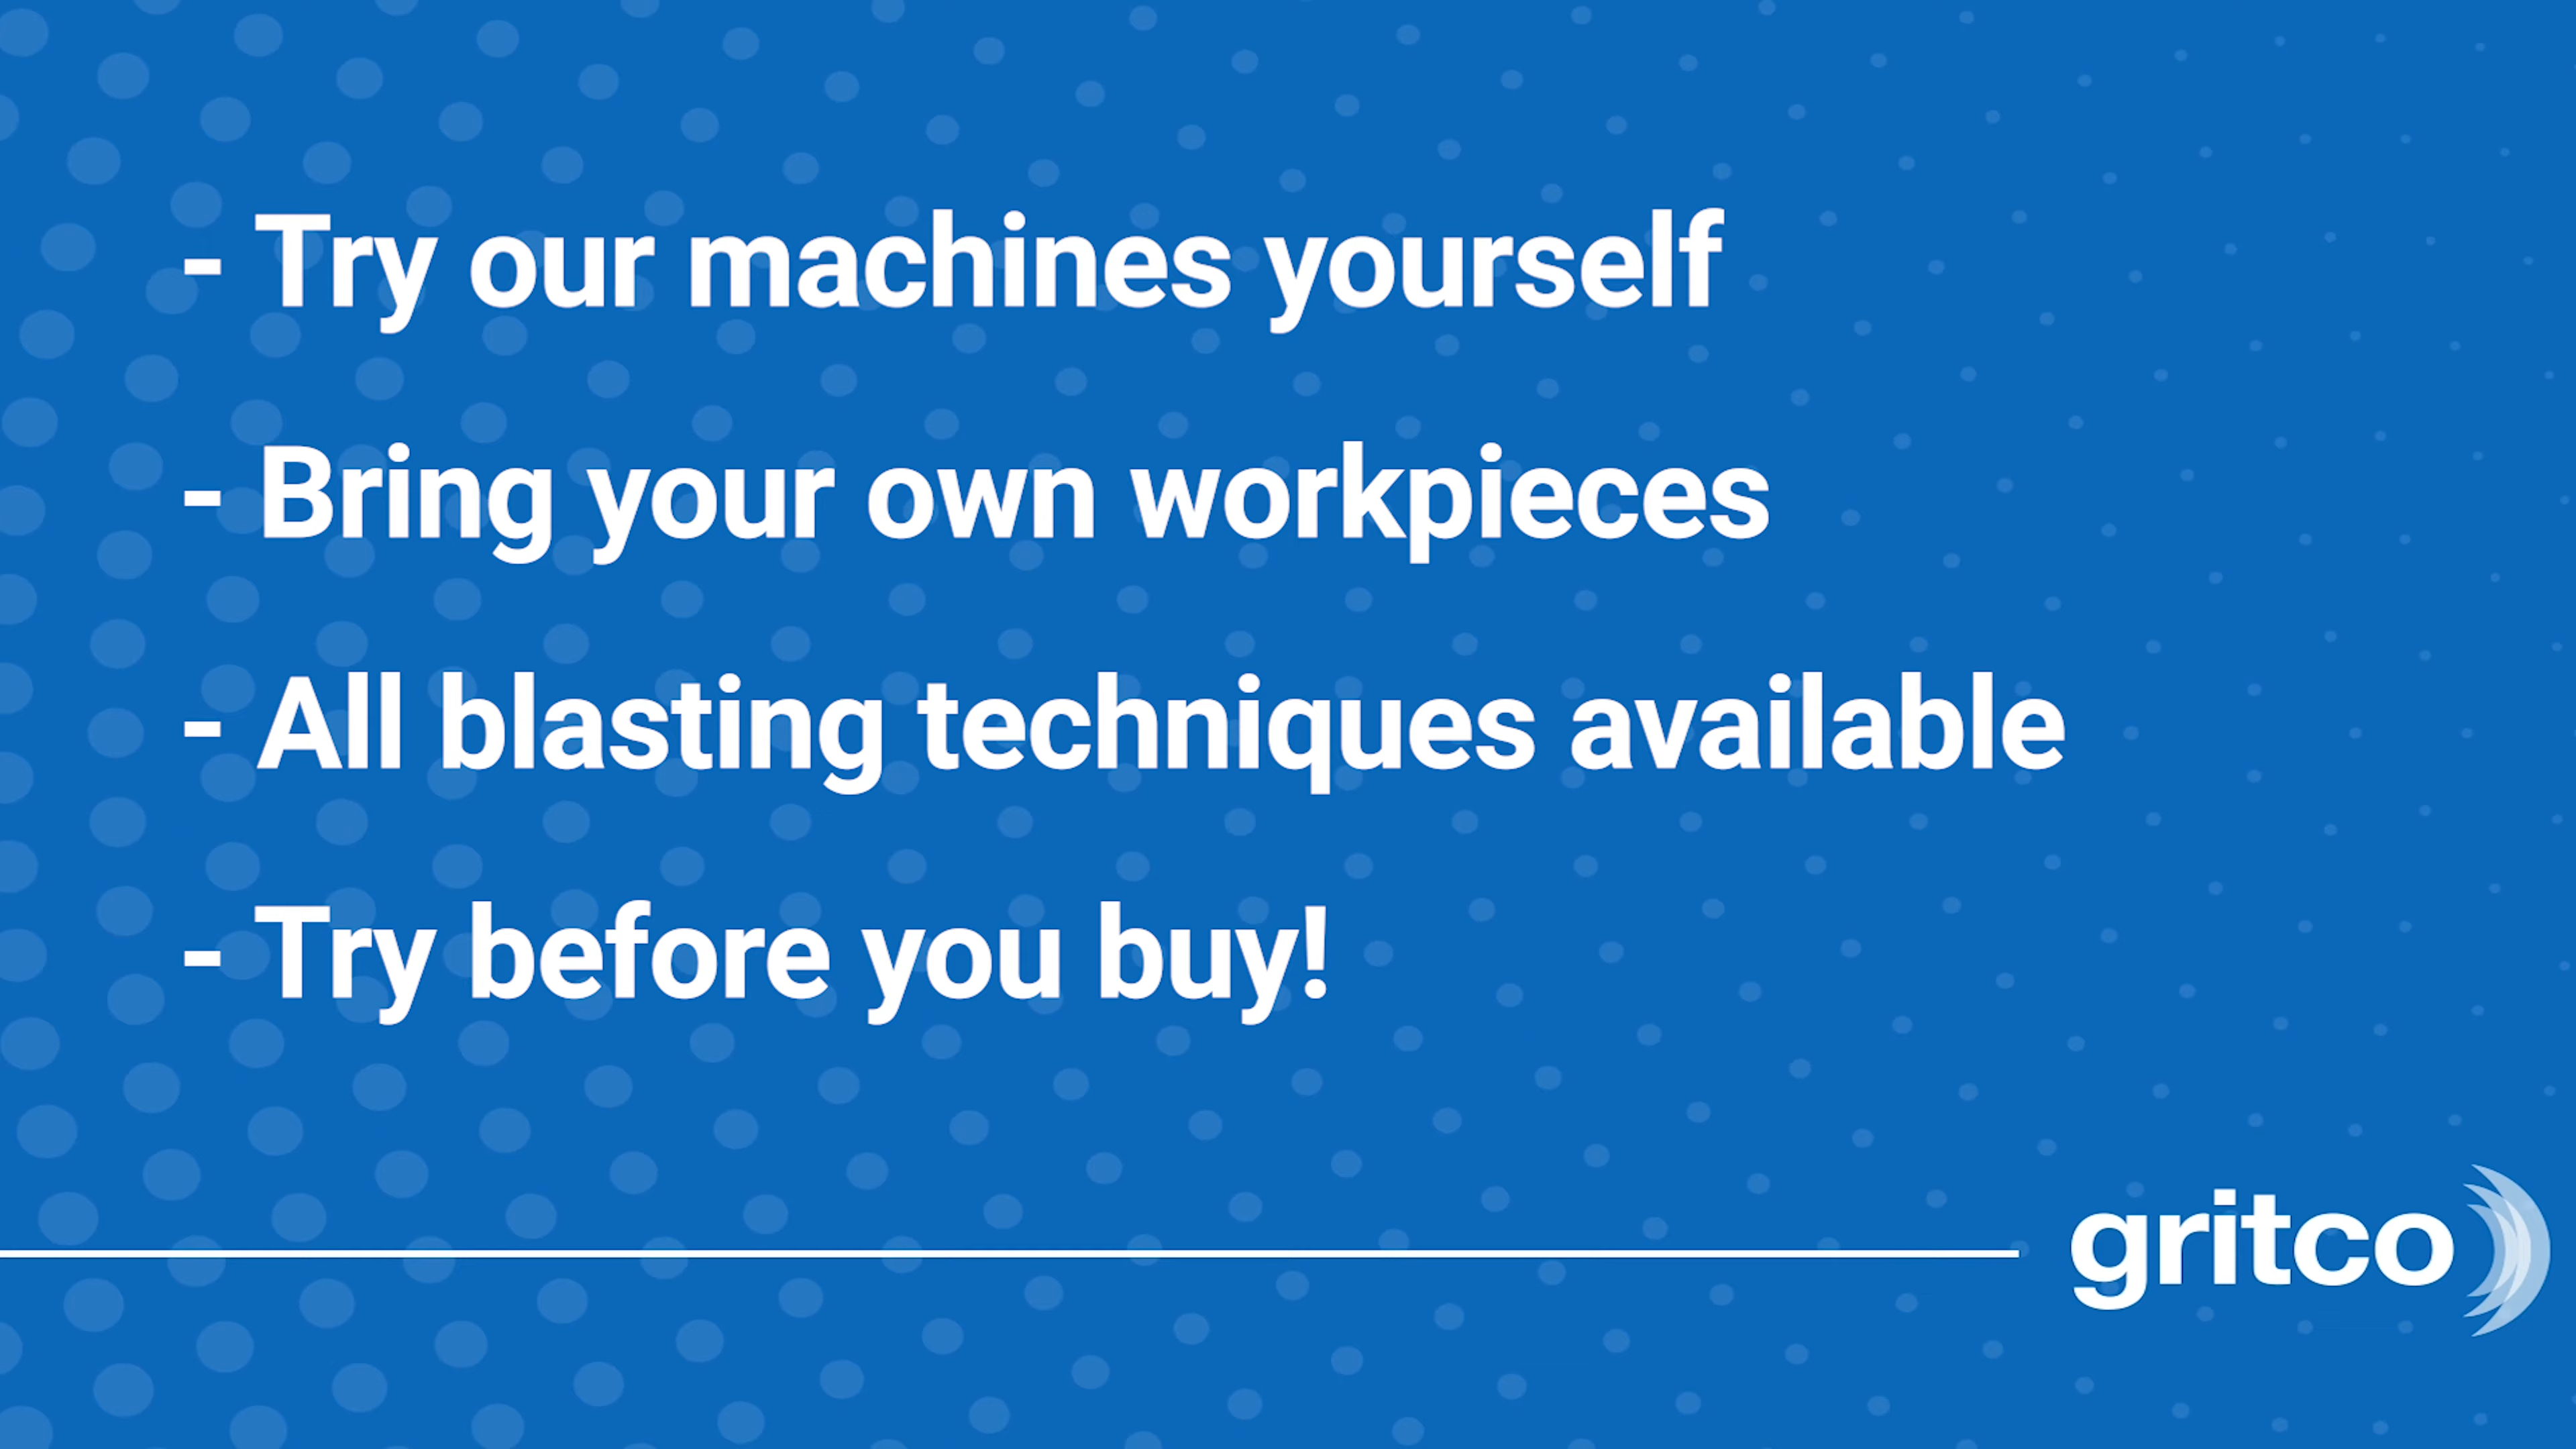 - Try our machines yourself
- Bring your own workpieces
- All blasting techniques available
- Try before you buy!
gritco